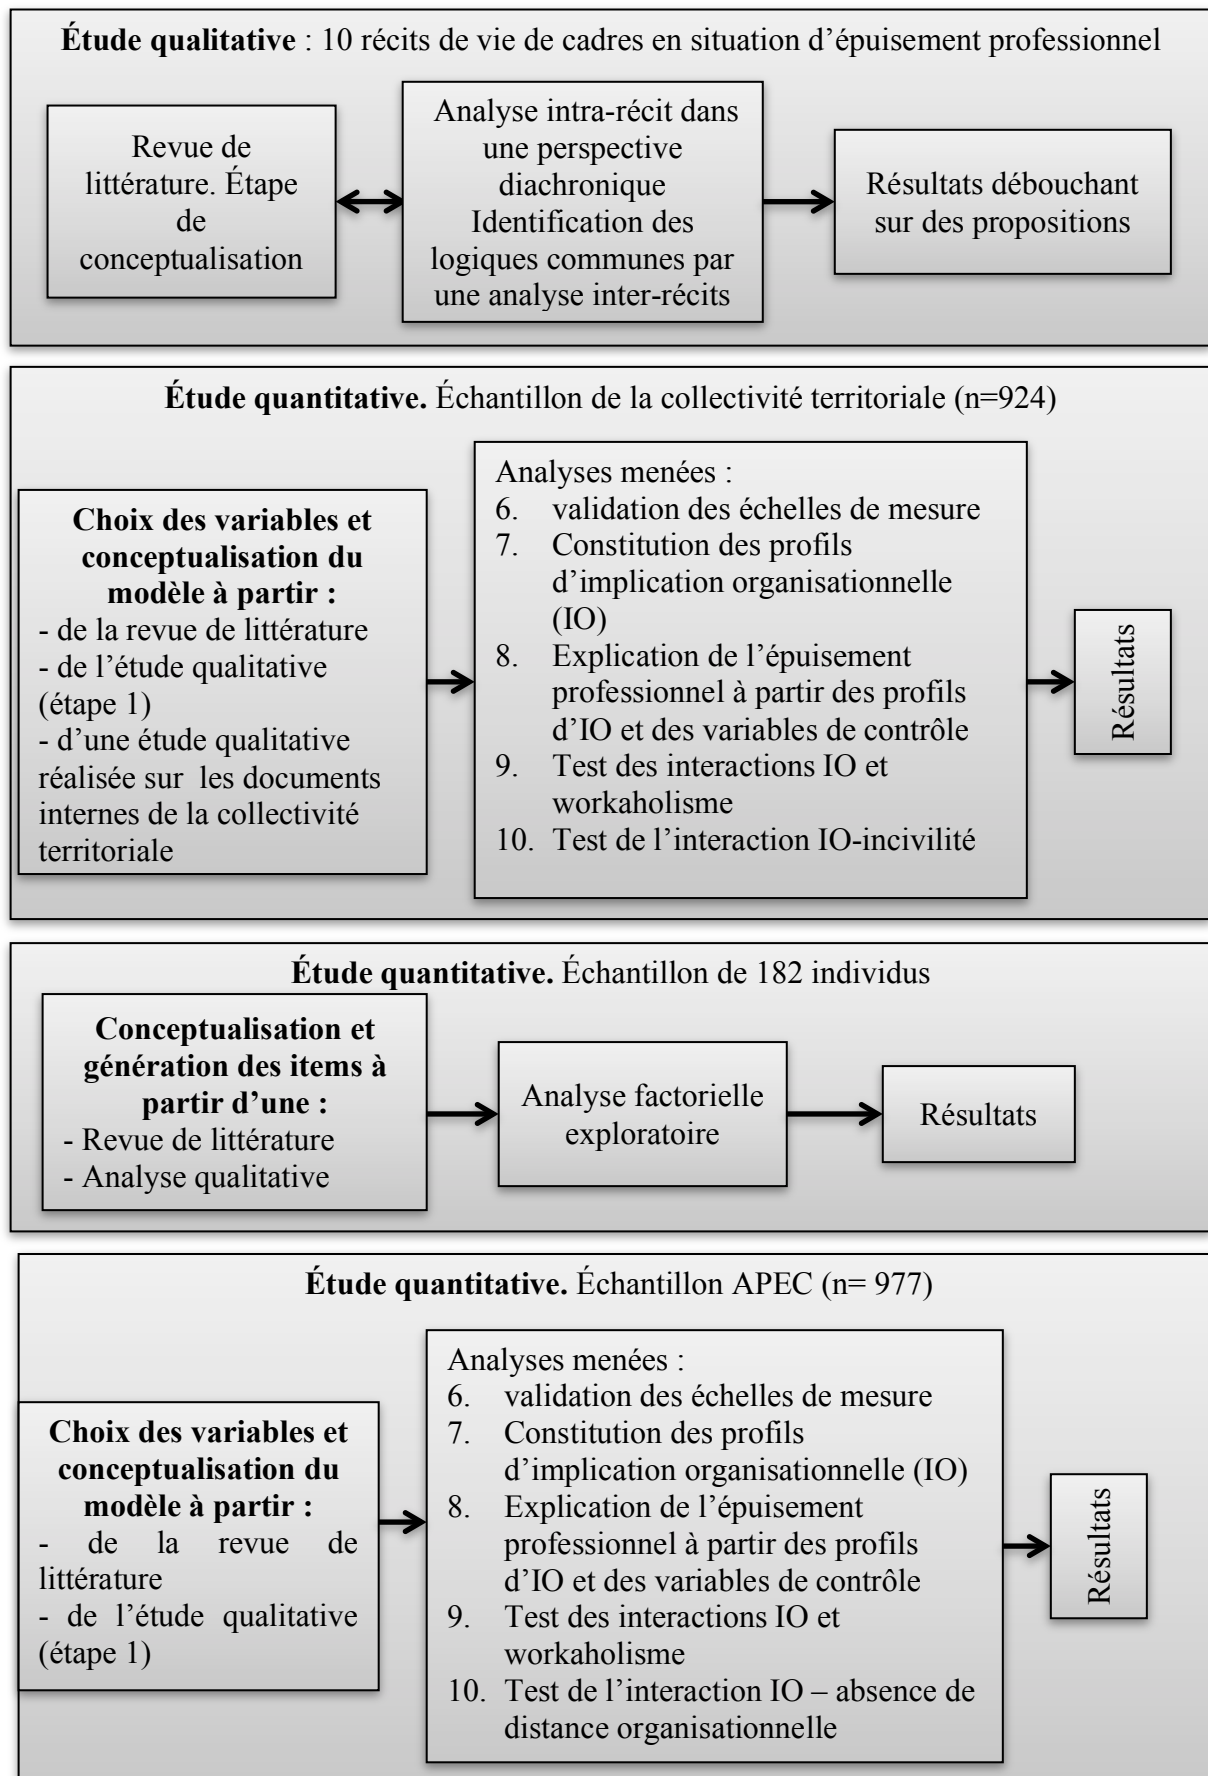 Étude qualitative : 10 récits de vie de cadres en situation d’épuisement professionnel
Revue de
littérature. Étape
de
conceptualisation
Analyse intra-récit dans
une perspective
diachronique
Identification des
logiques communes par
une analyse inter-récits
Résultats débouchant
sur des propositions
Étude quantitative. Échantillon de la collectivité territoriale (n=924)
Choix des variables et
conceptualisation du
modèle à partir :
- de la revue de littérature
- de l’étude qualitative
(étape 1)
- d’une étude qualitative
réalisée sur les documents
internes de la collectivité
territoriale
Analyses menées :
6. validation des échelles de mesure
7. Constitution des profils
d’implication organisationnelle
(IO)
8. Explication de l’épuisement
professionnel à partir des profils
d’IO et des variables de contrôle
9. Test des interactions IO et
workaholisme
10. Test de l’interaction IO-incivilité
Résultats
Étude quantitative. Échantillon de 182 individus
Conceptualisation et
génération des items à
partir d’une :
- Revue de littérature
- Analyse qualitative
Analyse factorielle
exploratoire
Résultats
Étude quantitative. Échantillon APEC (n= 977)
Choix des variables et
conceptualisation du
modèle à partir :
- de la revue de
littérature
- de l’étude qualitative
(étape 1)
Analyses menées :
6. validation des échelles de mesure
7. Constitution des profils
d’implication organisationnelle (IO)
8. Explication de l’épuisement
professionnel à partir des profils
d’IO et des variables de contrôle
9. Test des interactions IO et
workaholisme
10. Test de l’interaction IO – absence de
distance organisationnelle
Résultats